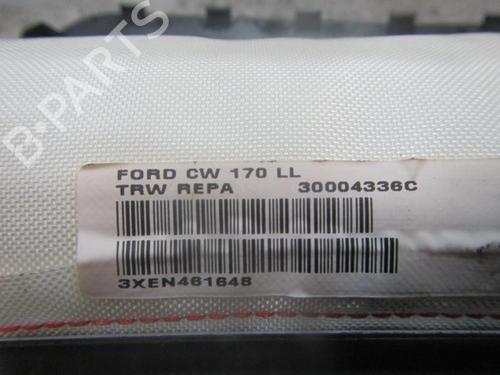 B-PARTS
FORD CW 170 LL
TRW REPA 30004336C
3XEN461648